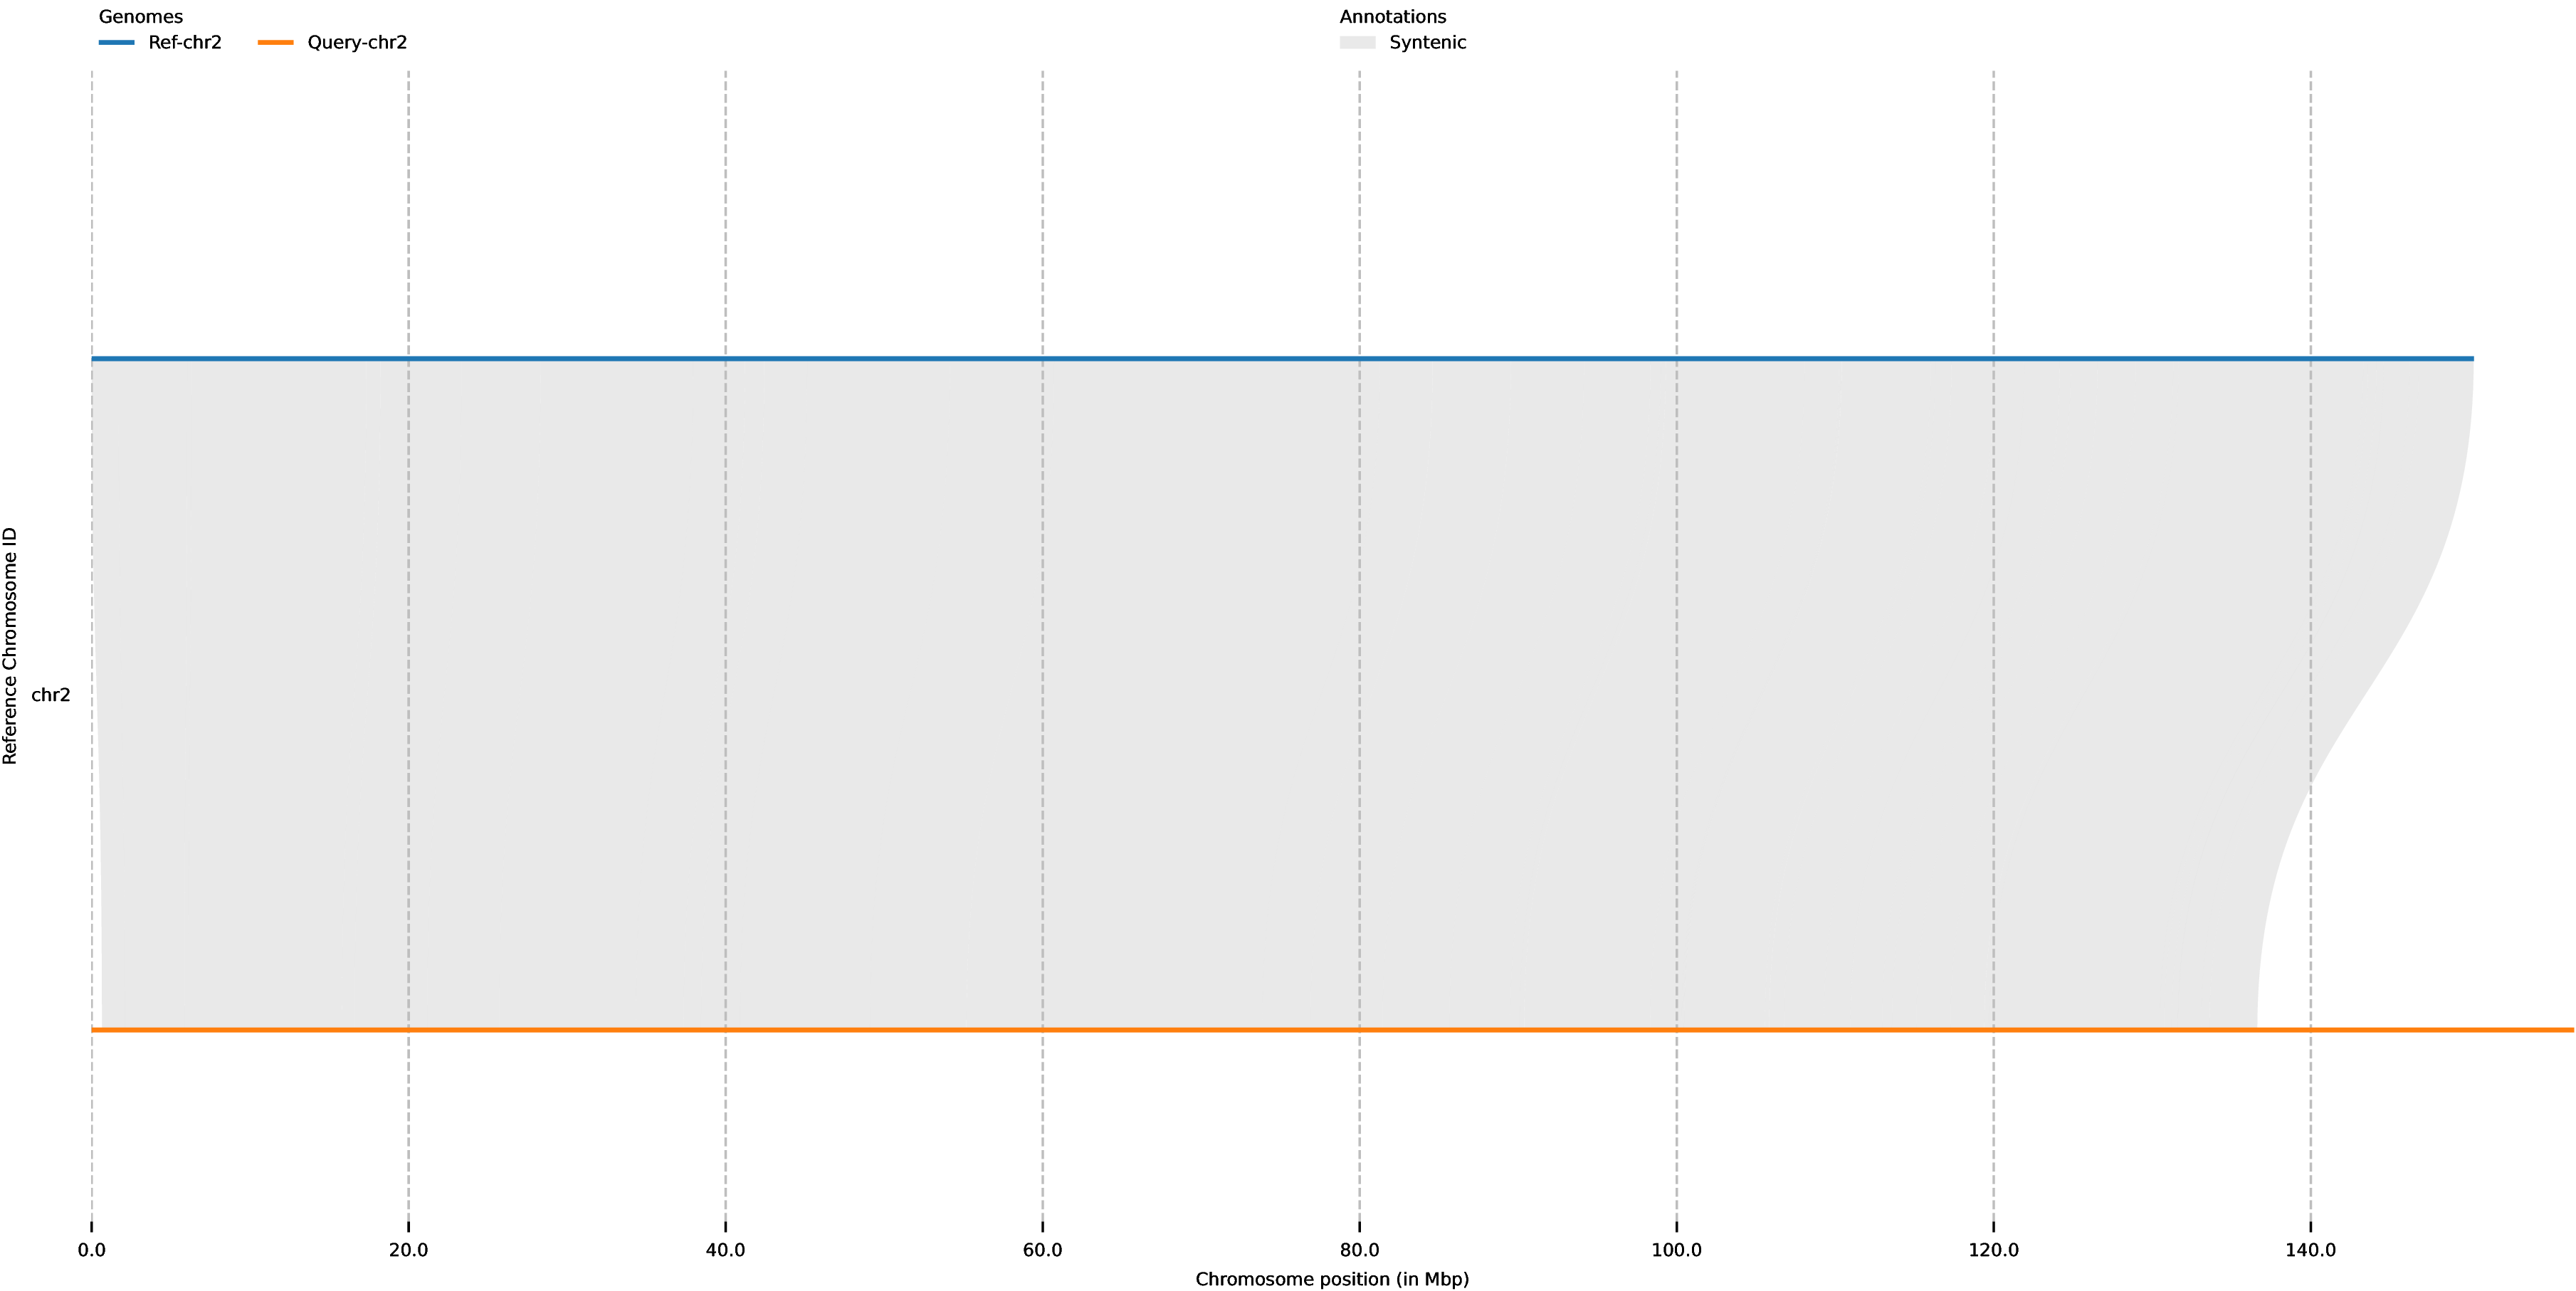 Genomes
Ref-chr2 Query-chr2
Annotations
Syntenic
Reference Chromosome ID
chr2
0.0 20.0 40.0 60.0 80.0 100.0 120.0 140.0
Chromosome position (in Mbp)